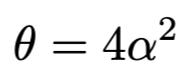 θ = 4α²